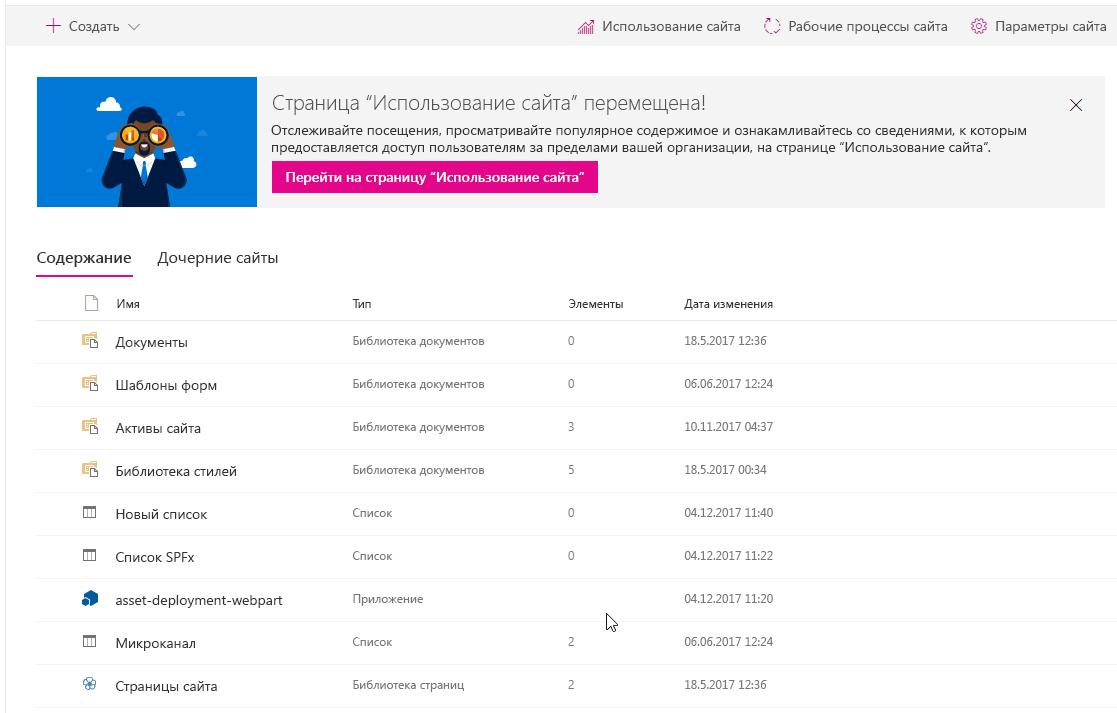 Создать
Использование сайта Рабочие процессы сайта Параметры сайта
Страница “Использование сайта” перемещена!
Отслеживайте посещения, просматривайте популярное содержимое и ознакамливайтесь со сведениями, к которым
предоставляется доступ пользователям за пределами вашей организации, на странице “Использование сайта”.
Перейти на страницу “Использование сайта”
Содержание Дочерние сайты
Имя Тип Элементы Дата изменения
Документы Библиотека документов 0 18.5.2017 12:36
Шаблоны форм Библиотека документов 0 06.06.2017 12:24
Активы сайта Библиотека документов 3 10.11.2017 04:37
Библиотека стилей Библиотека документов 5 18.5.2017 00:34
Новый список Список 0 04.12.2017 11:40
Список SPFx Список 0 04.12.2017 11:22
asset-deployment-webpart Приложение 04.12.2017 11:20
Микроканал Список 2 06.06.2017 12:24
Страницы сайта Библиотека страниц 2 18.5.2017 12:36